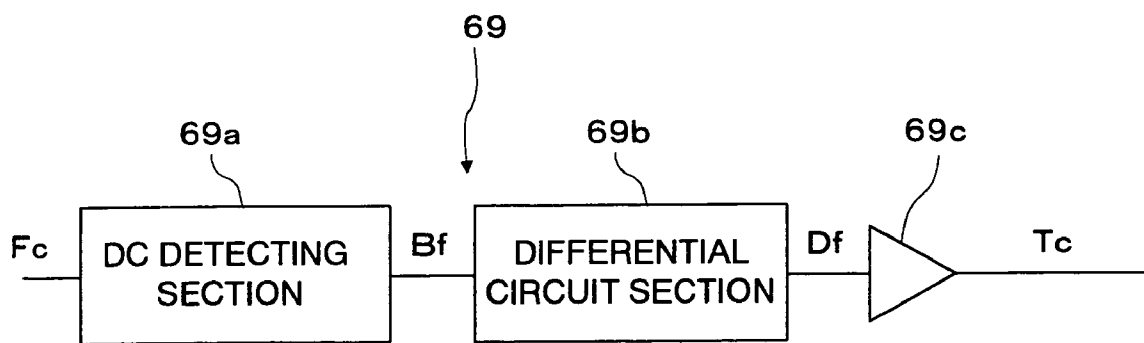 69
69a
69b
69c
Fc
DC DETECTING
SECTION
Bf
DIFFERENTIAL
CIRCUIT SECTION
Df
Tc